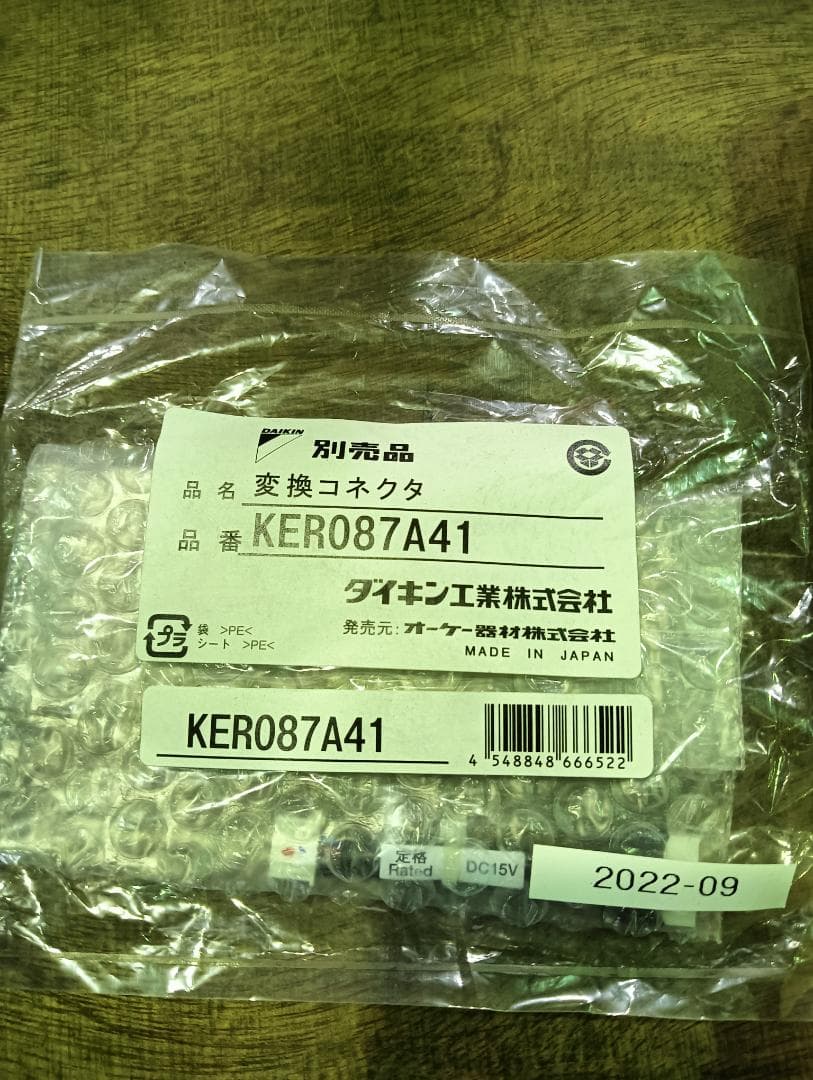 DAIKIN
別売品
品名 変換コネクタ
品番 KER087A41
ダイキン工業株式会社
発売元:オーケー器材株式会社
MADE IN JAPAN
プラ
袋 >PE<
シート >PE<
KER087A41
4 548848 666522
定格
Rated
DC15V
2022-09